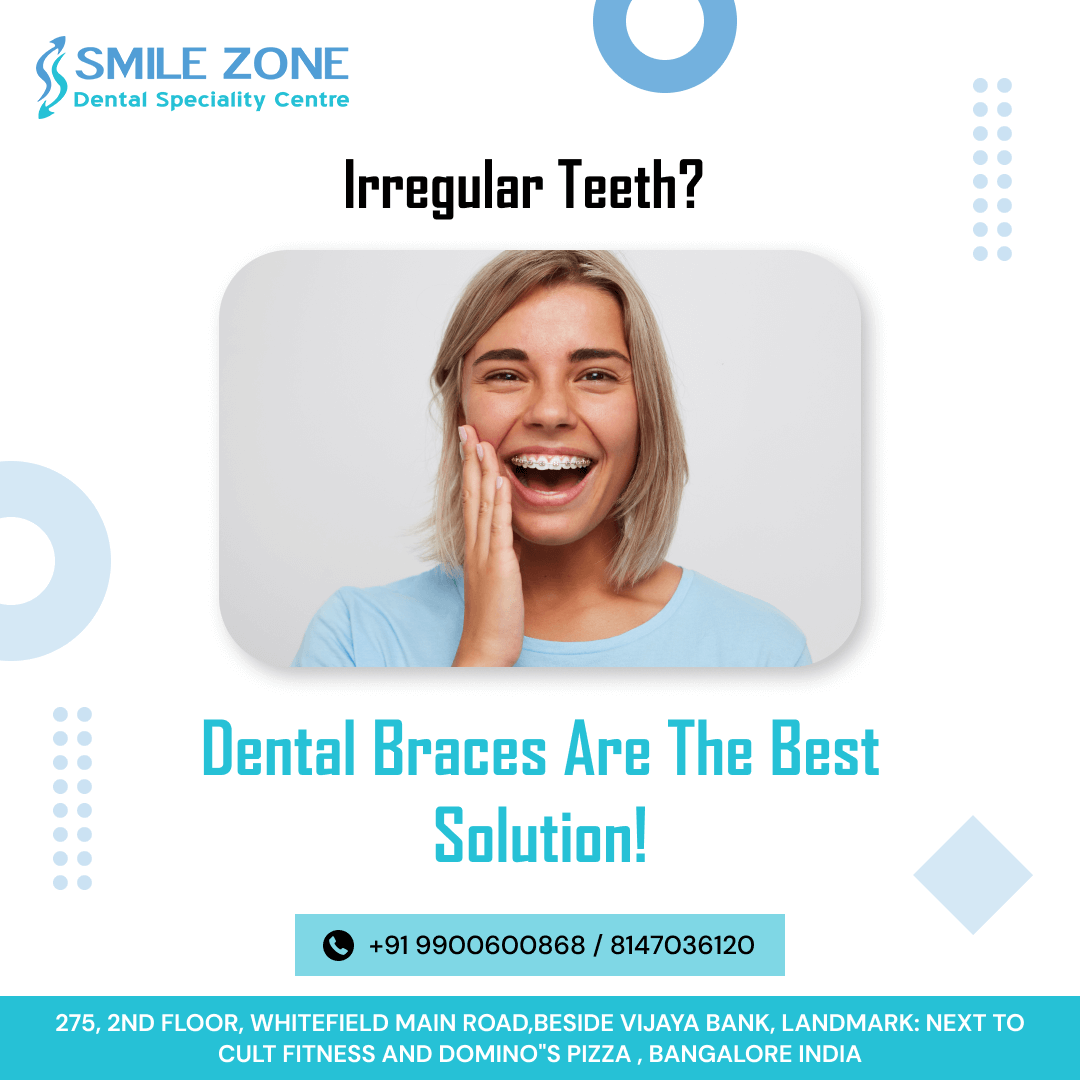 SMILE ZONE
Dental Speciality Centre
Irregular Teeth?
Dental Braces Are The Best
Solution!
+91 9900600868 / 8147036120
275, 2ND FLOOR, WHITEFIELD MAIN ROAD,BESIDE VIJAYA BANK, LANDMARK: NEXT TO
CULT FITNESS AND DOMINO"S PIZZA , BANGALORE INDIA